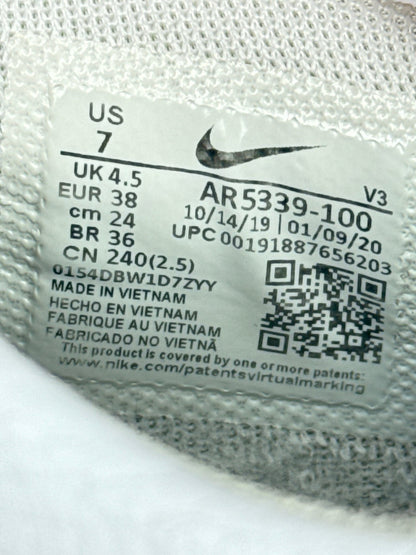 US
7
UK 4.5
EUR 38
cm 24
BR 36
CN 240(2.5)
V3
AR5339-100
10/14/19 01/09/20
UPC 00191887656203
0154DBW1D7ZYY
MADE IN VIETNAM
HECHO EN VIETNAM
FABRIQUE AU VIETNAM
FABRICADO NO VIETNÃ
This product is covered by one or more patents.
www.nike.com/patentsvirtualmarking